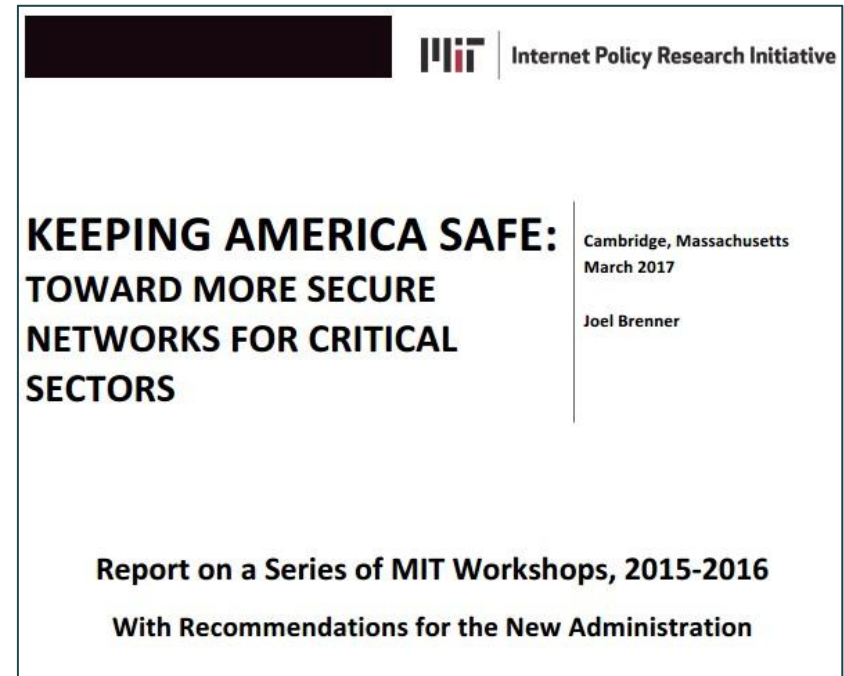 MiT Internet Policy Research Initiative
KEEPING AMERICA SAFE:
TOWARD MORE SECURE
NETWORKS FOR CRITICAL
SECTORS
Cambridge, Massachusetts
March 2017
Joel Brenner
Report on a Series of MIT Workshops, 2015-2016
With Recommendations for the New Administration